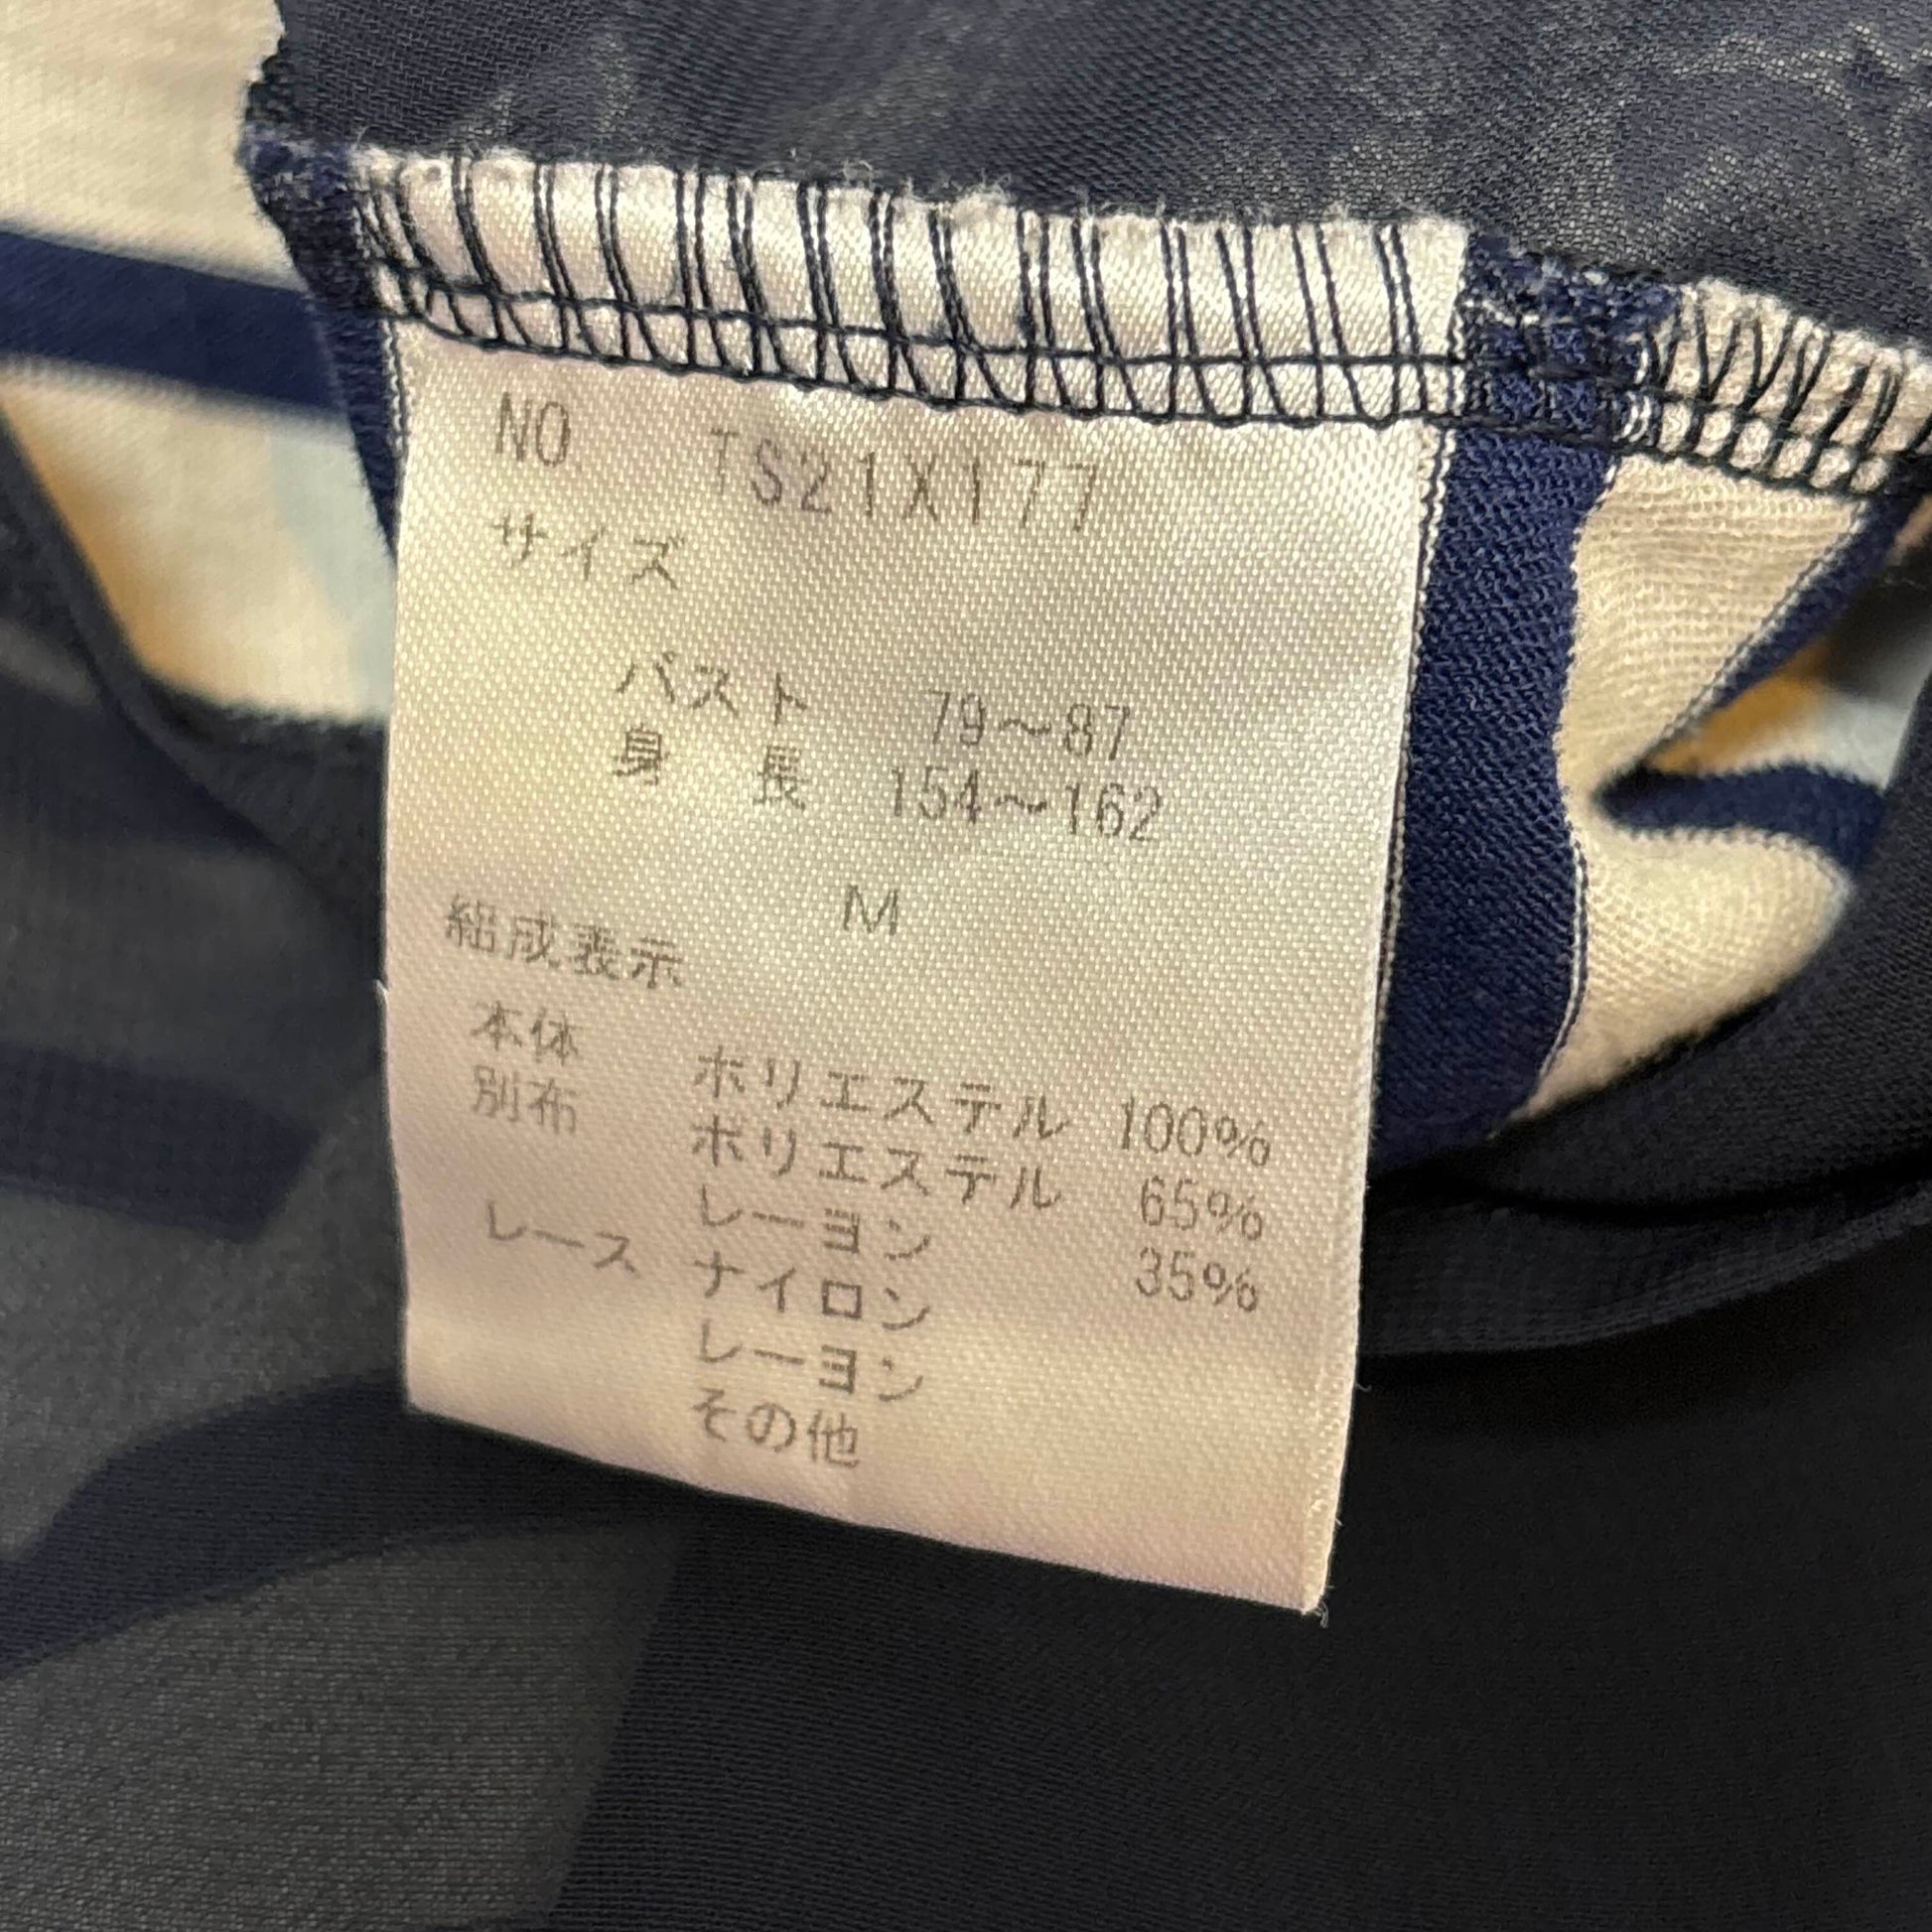 NO TS21X177
サイズ
バスト 79～87
身 長 154～162
M
組成表示
本体 ポリエステル 100%
別布 ポリエステル 65%
レーヨン 35%
レース ナイロン
レーヨン
その他